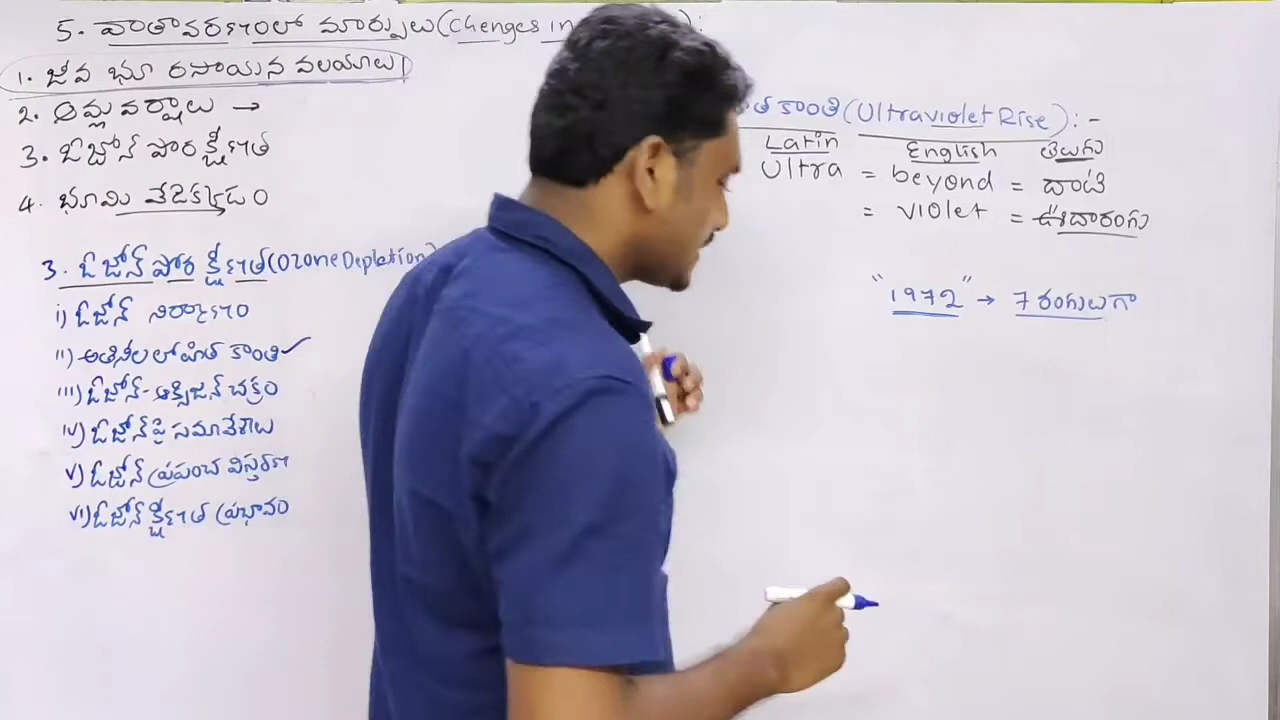 5. వాతావరణంలో మార్పులు(Chenges in
1. జీవ భూ రసాయన వలయాలు
2. ఆమ్ల వర్షాలు →
3. ఓజోన్ పొర క్షీణత
4. భూమి వేడెక్కడం
3. ఓజోన్ పొర క్షీణత(Ozone Depletion)
i) ఓజోన్ నిర్మాణం
ii) అతినీలలోహిత కాంతి ✓
iii) ఓజోన్-ఆక్సిజన్ చక్రం
iv) ఓజోన్ పై సమావేశాలు
v) ఓజోన్ ప్రపంచ విస్తరణ
vi) ఓజోన్ క్షీణత ప్రభావం
కాంతి(Ultraviolet Rise):-
Latin English తెలుగు
Ultra = beyond = దాటి
= violet = ఊదారంగు
"1972" → 7 రంగులుగా